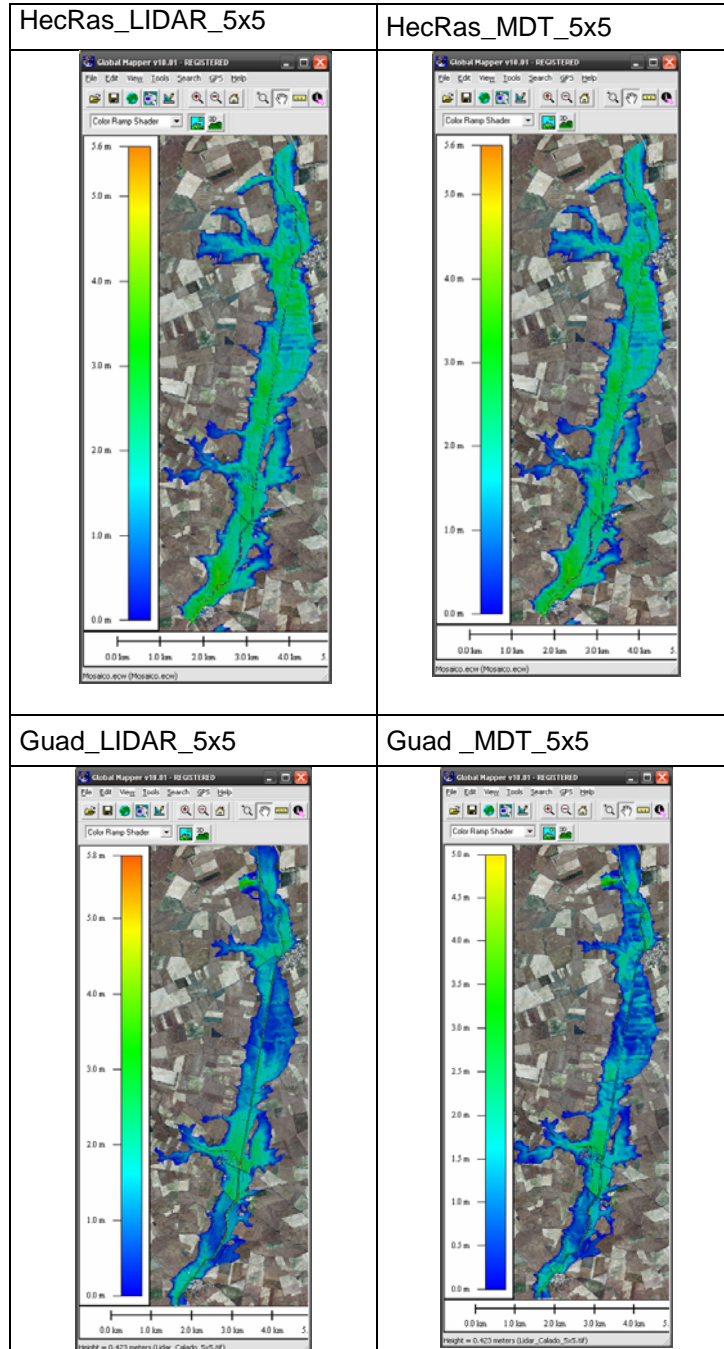 HecRas_LIDAR_5x5
Global Mapper v10.01 - REGISTERED
File Edit View Tools Search GPS Help
Color Ramp Shader
3D
5.6 m
5.0 m
4.0 m
3.0 m
2.0 m
1.0 m
0.0 m
0.0 km 1.0 km 2.0 km 3.0 km 4.0 km 5.
Mosaico.ecw (Mosaico.ecw)
HecRas_MDT_5x5
Global Mapper v10.01 - REGISTERED
File Edit View Tools Search GPS Help
Color Ramp Shader
3D
5.6 m
5.0 m
4.0 m
3.0 m
2.0 m
1.0 m
0.0 m
0.0 km 1.0 km 2.0 km 3.0 km 4.0 km 5.
Mosaico.ecw (Mosaico.ecw)
Guad_LIDAR_5x5
Global Mapper v10.01 - REGISTERED
File Edit View Tools Search GPS Help
Color Ramp Shader
3D
5.8 m
5.0 m
4.0 m
3.0 m
2.0 m
1.0 m
0.0 m
0.0 km 1.0 km 2.0 km 3.0 km 4.0 km 5.
Height = 0.423 meters (Lidar_Calado_5x5.tif)
Guad _MDT_5x5
Global Mapper v10.01 - REGISTERED
File Edit View Tools Search GPS Help
Color Ramp Shader
3D
5.0 m
4.5 m
4.0 m
3.5 m
3.0 m
2.5 m
2.0 m
1.5 m
1.0 m
0.5 m
0.0 m
0.0 km 1.0 km 2.0 km 3.0 km 4.0 km 5.
Height = 0.423 meters (Lidar_Calado_5x5.tif)